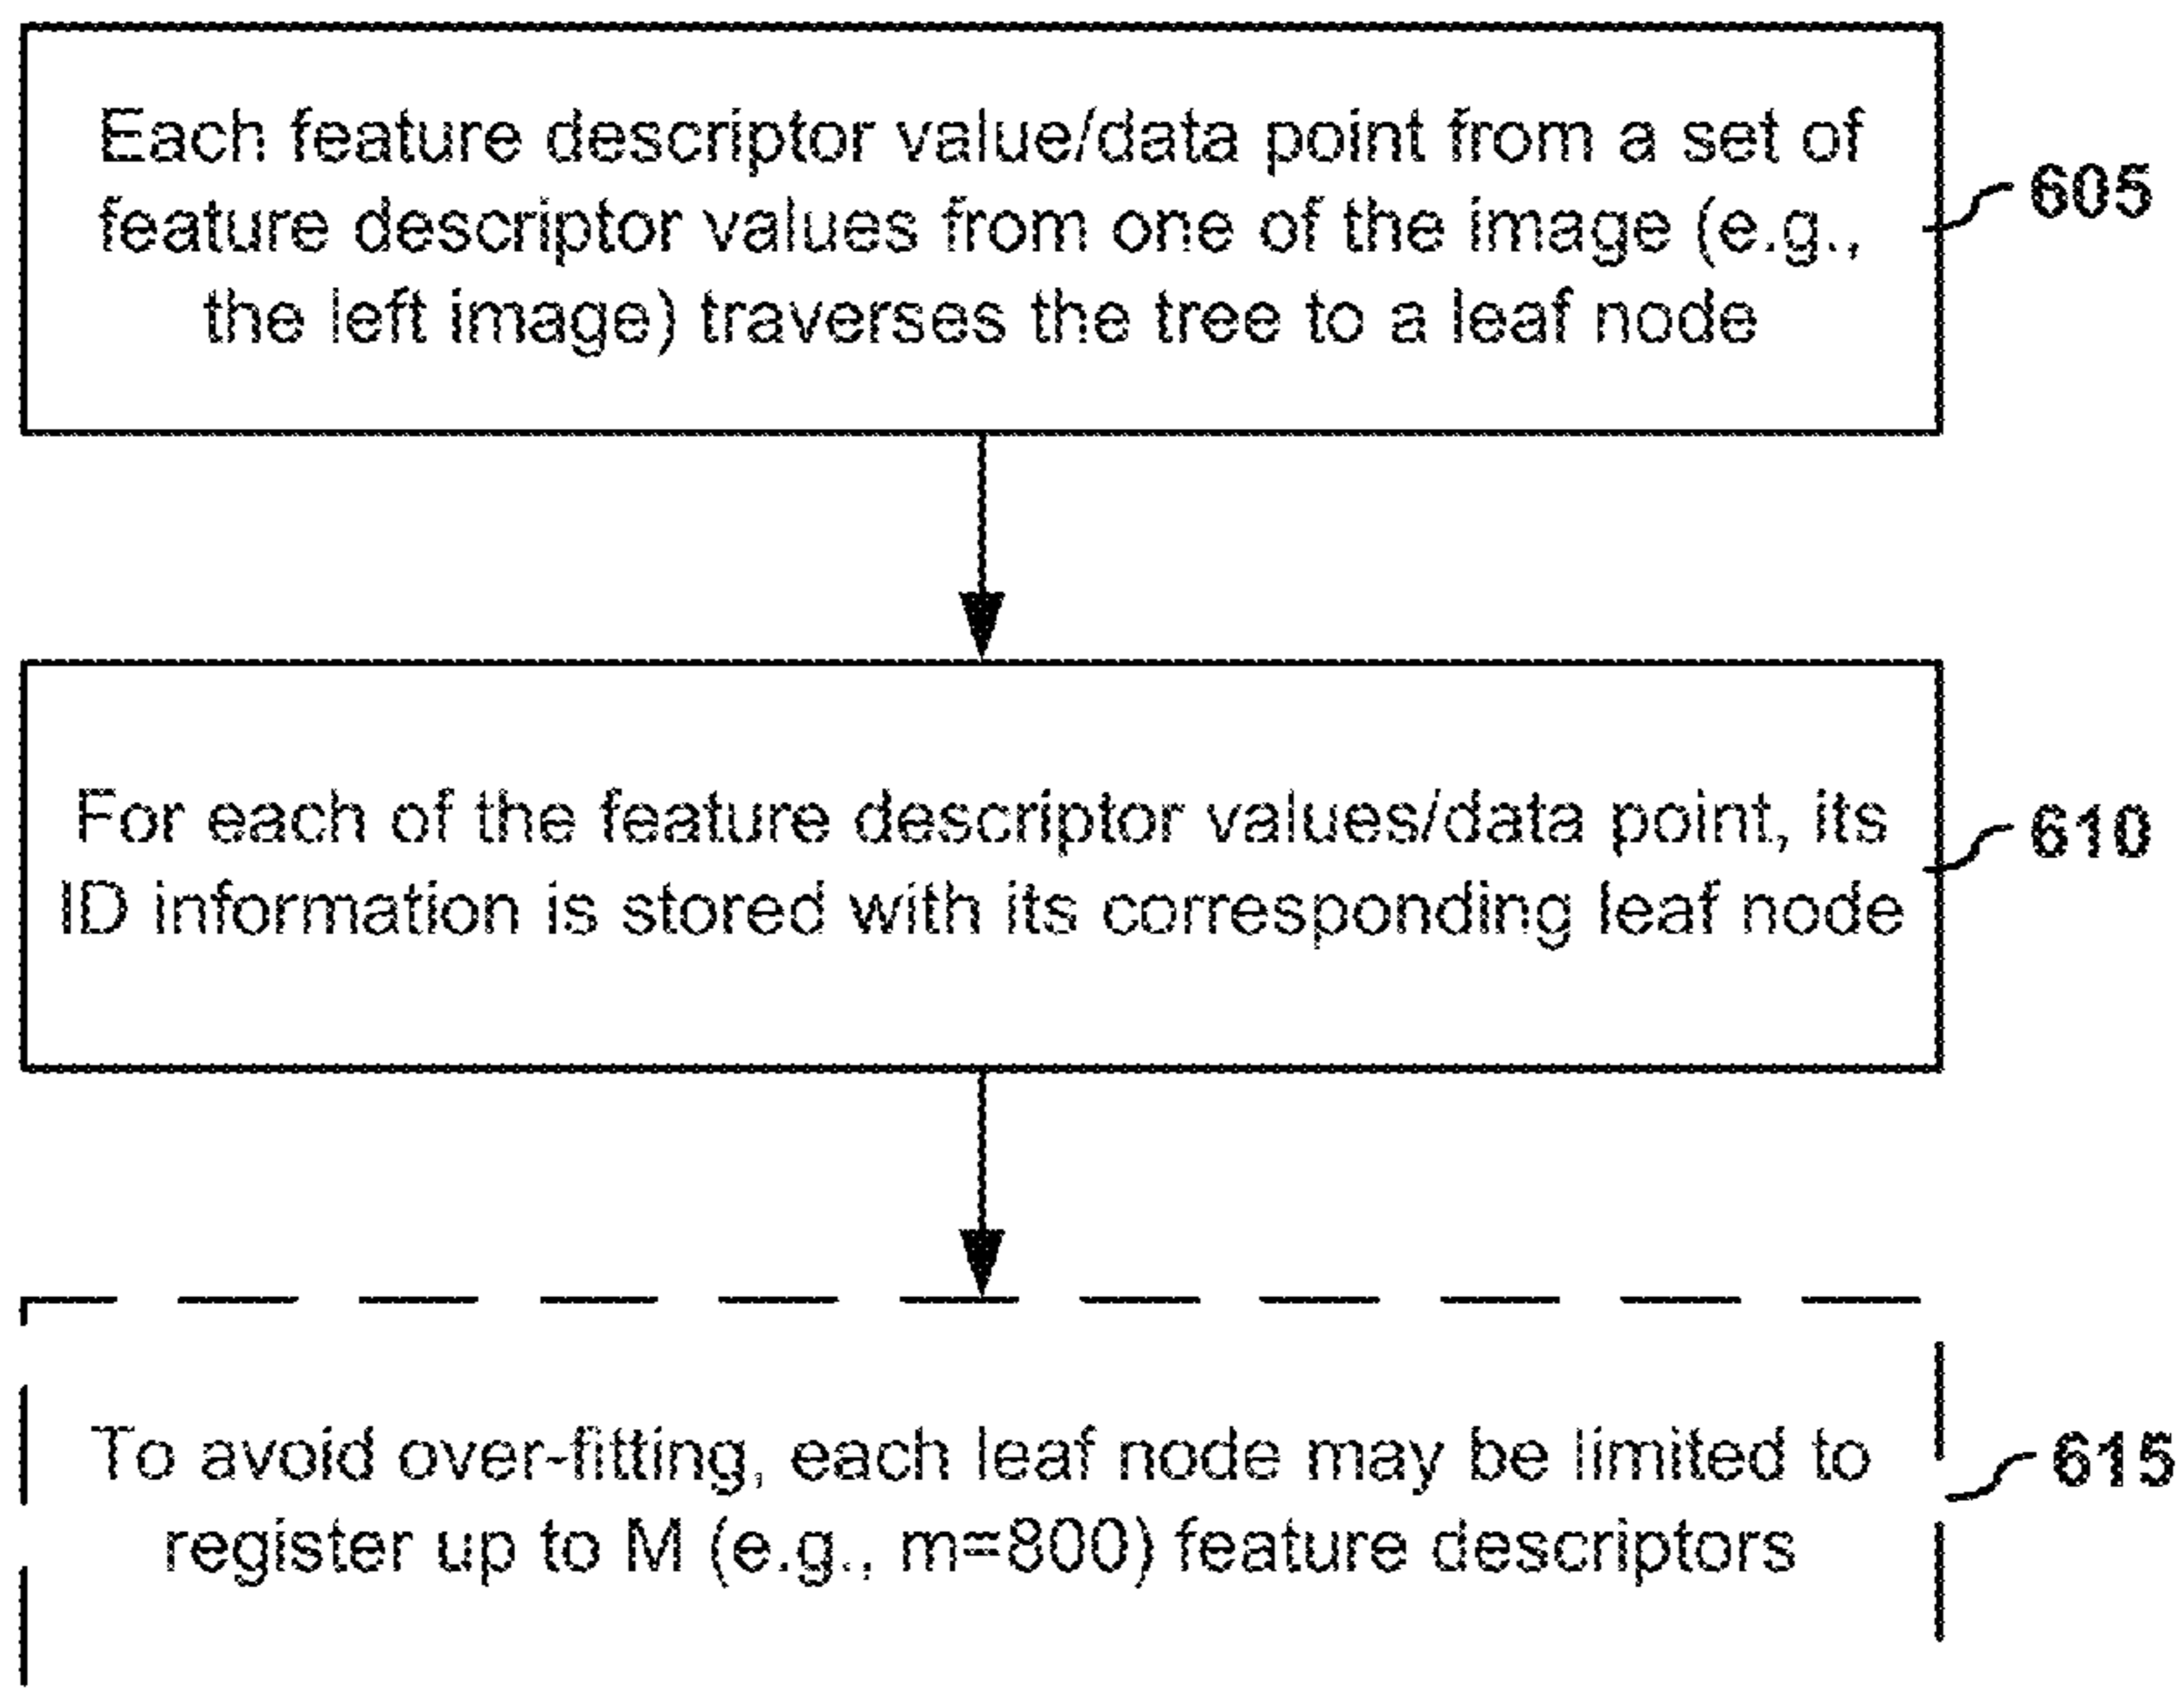 Each feature descriptor value/data point from a set of
feature descriptor values from one of the image (e.g.,
the left image) traverses the tree to a leaf node
605
For each of the feature descriptor values/data point, its
ID information is stored with its corresponding leaf node
610
To avoid over-fitting, each leaf node may be limited to
register up to M (e.g., m=800) feature descriptors
615